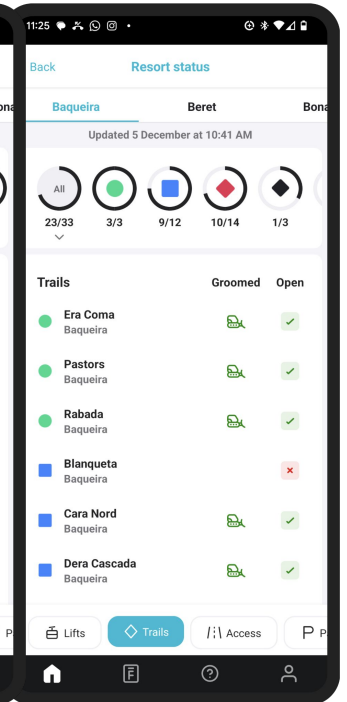 11:25
Back Resort status
ona
Baqueira Beret Bona
Updated 5 December at 10:41 AM
All
23/33 3/3 9/12 10/14 1/3
Trails Groomed Open
Era Coma
Baqueira
Pastors
Baqueira
Rabada
Baqueira
Blanqueta
Baqueira
Cara Nord
Baqueira
Dera Cascada
Baqueira
P Lifts Trails Access P P
F